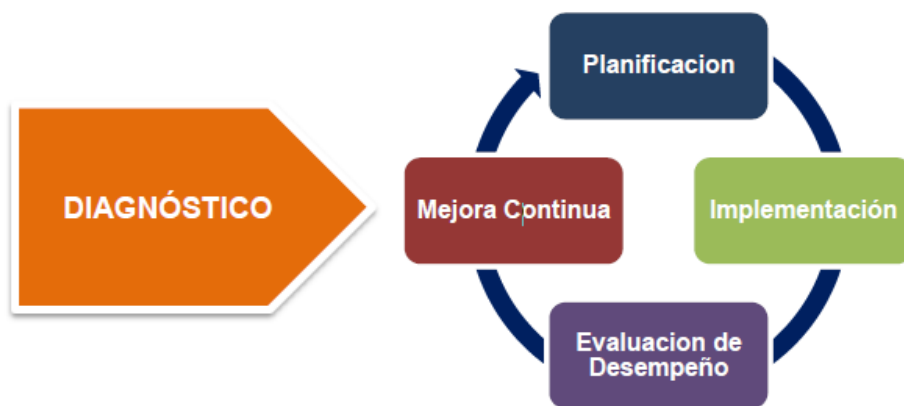 Planificacion
DIAGNÓSTICO
Mejora Continua
Implementación
Evaluacion de
Desempeño